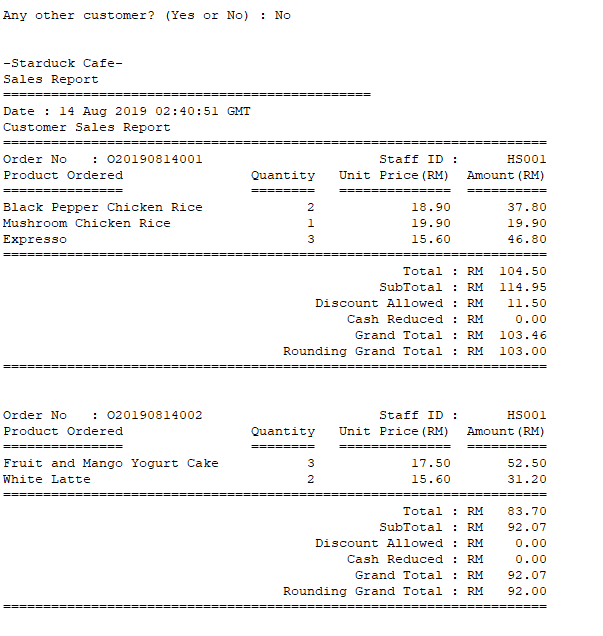 Any other customer? (Yes or No) : No
-Starduck Cafe-
Sales Report
==============================================
Date : 14 Aug 2019 02:40:51 GMT
Customer Sales Report
====================================================================
Order No   : O20190814001                      Staff ID :      HS001
Product Ordered                Quantity   Unit Price(RM)  Amount(RM)
===============                ========   ==============  ==========
Black Pepper Chicken Rice             2            18.90       37.80
Mushroom Chicken Rice                 1            19.90       19.90
Expresso                              3            15.60       46.80
====================================================================
Total : RM  104.50
SubTotal : RM  114.95
Discount Allowed : RM   11.50
Cash Reduced : RM    0.00
Grand Total : RM  103.46
Rounding Grand Total : RM  103.00
====================================================================
Order No   : O20190814002                      Staff ID :      HS001
Product Ordered                Quantity   Unit Price(RM)  Amount(RM)
===============                ========   ==============  ==========
Fruit and Mango Yogurt Cake           3            17.50       52.50
White Latte                           2            15.60       31.20
====================================================================
Total : RM   83.70
SubTotal : RM   92.07
Discount Allowed : RM    0.00
Cash Reduced : RM    0.00
Grand Total : RM   92.07
Rounding Grand Total : RM   92.00
====================================================================